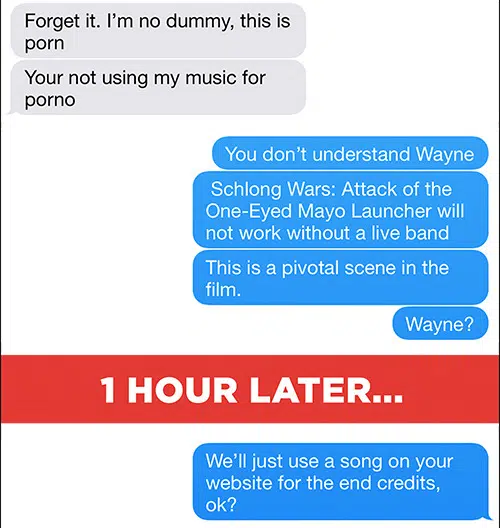 Forget it. I'm no dummy, this is
porn
Your not using my music for
porno
You don't understand Wayne
Schlong Wars: Attack of the
One-Eyed Mayo Launcher will
not work without a live band
This is a pivotal scene in the
film.
Wayne?
1 HOUR LATER...
We'll just use a song on your
website for the end credits,
ok?